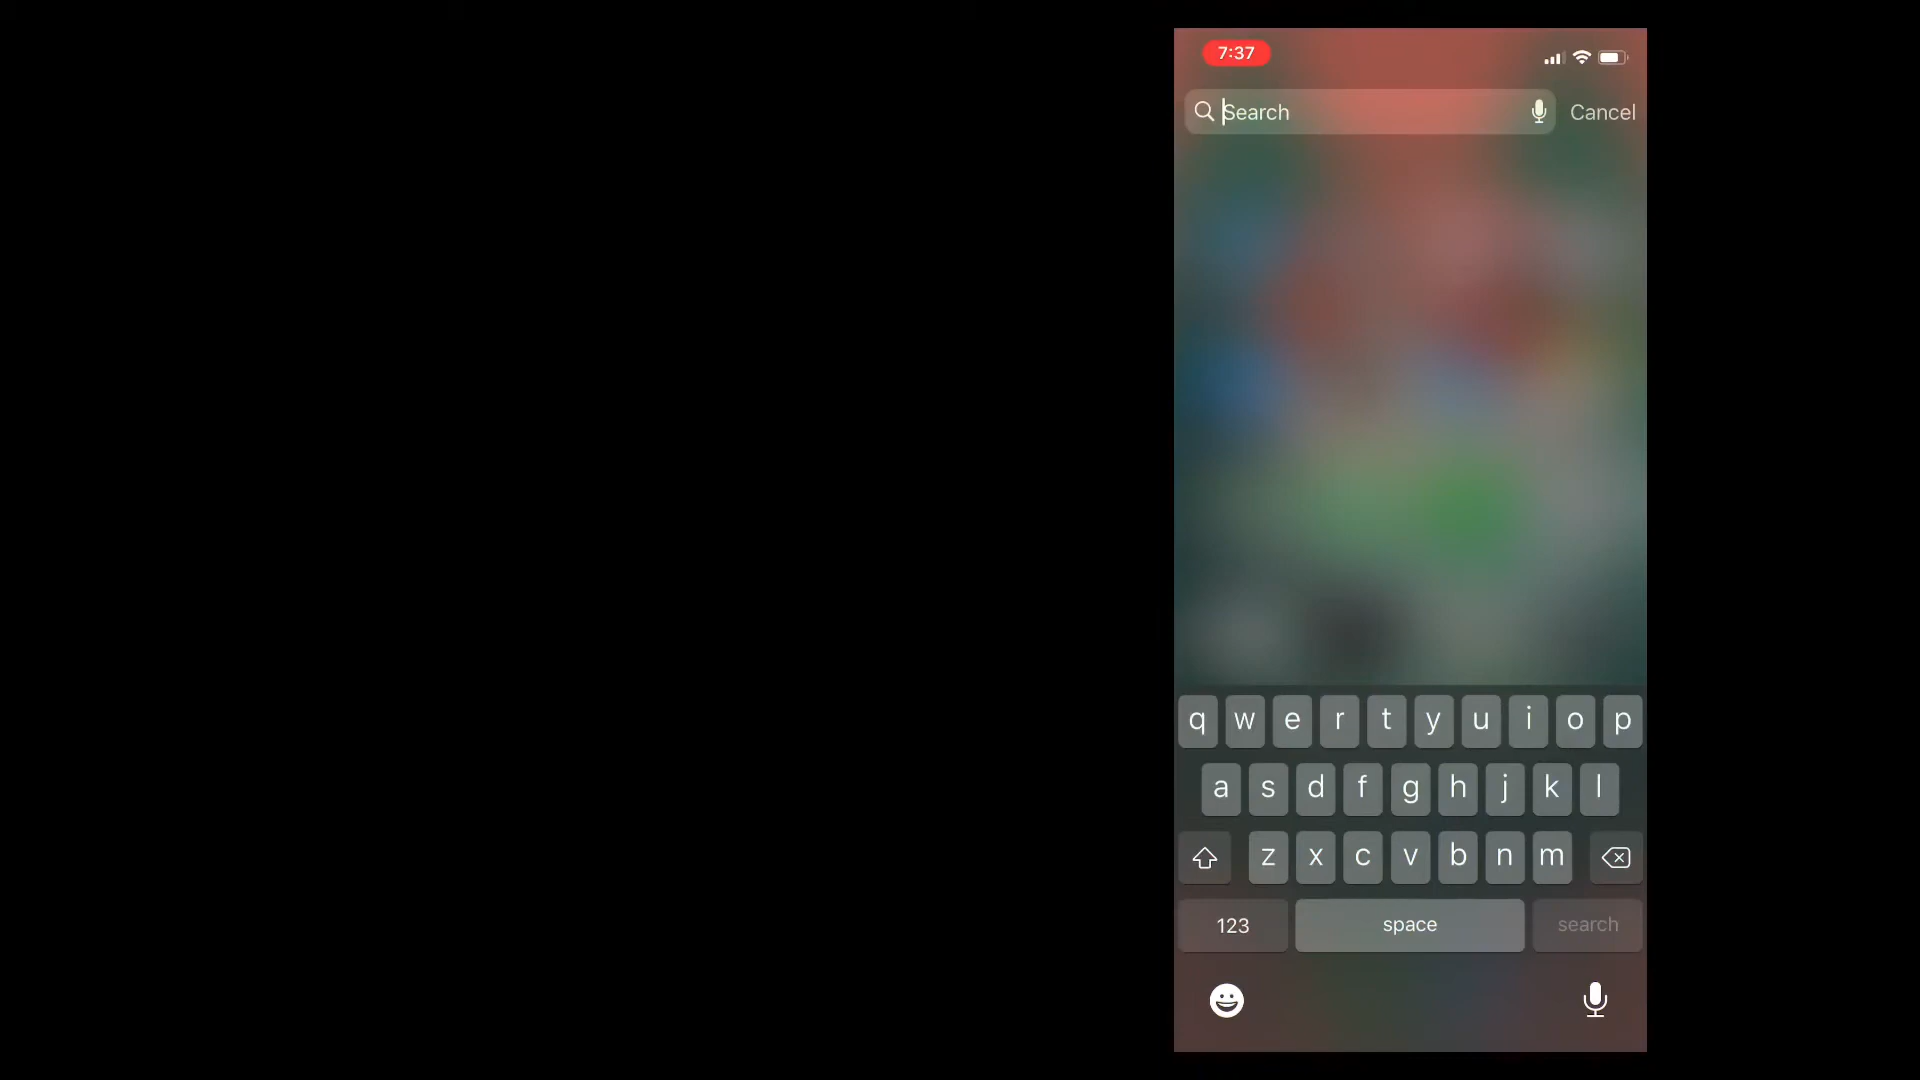 7:37
Search
Cancel
q w e r t y u i o p
a s d f g h j k l
z x c v b n m
123 space search